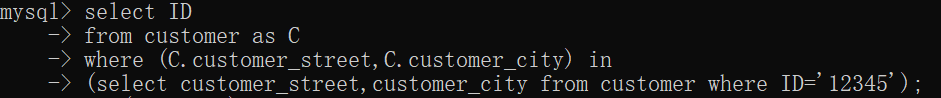 mysql> select ID
-> from customer as C
-> where (C.customer_street,C.customer_city) in
-> (select customer_street,customer_city from customer where ID='12345');